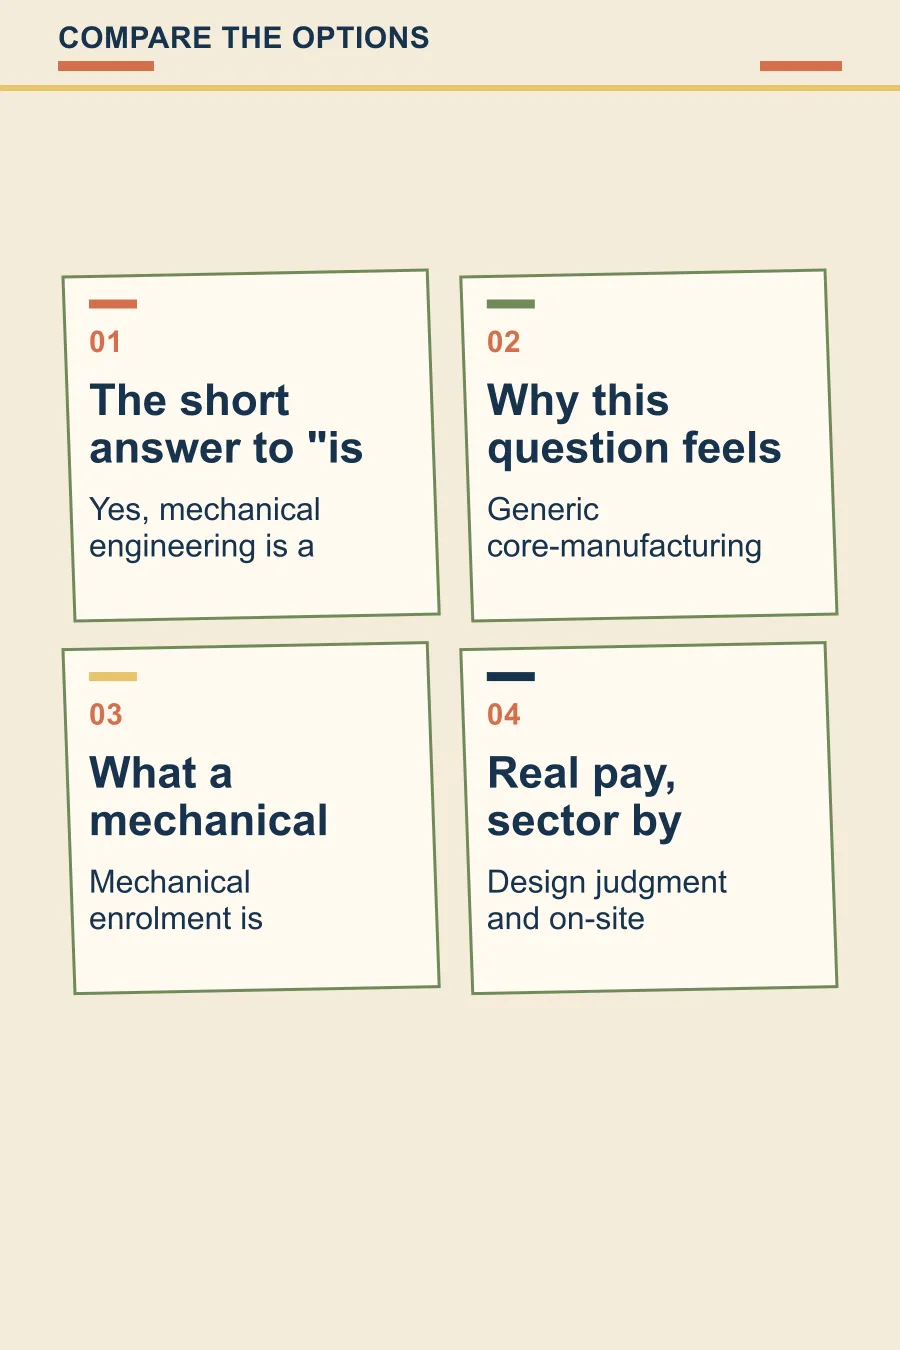 COMPARE THE OPTIONS
01
The short
answer to "is
Yes, mechanical
engineering is a
02
Why this
question feels
Generic
core-manufacturing
03
What a
mechanical
Mechanical
enrolment is
04
Real pay,
sector by
Design judgment
and on-site